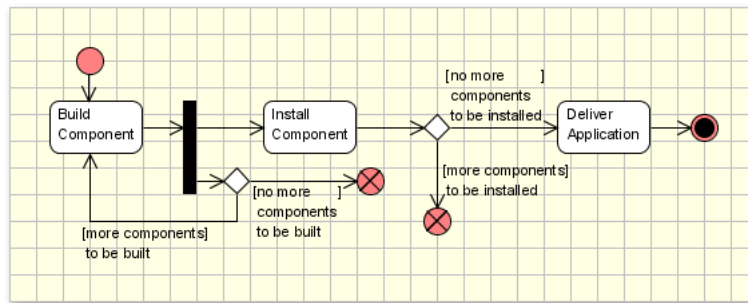 Build
Component
Install
Component
[no more ]
components
to be installed
Deliver
Application
[more components]
to be installed
[no more ]
components
to be built
[more components]
to be built